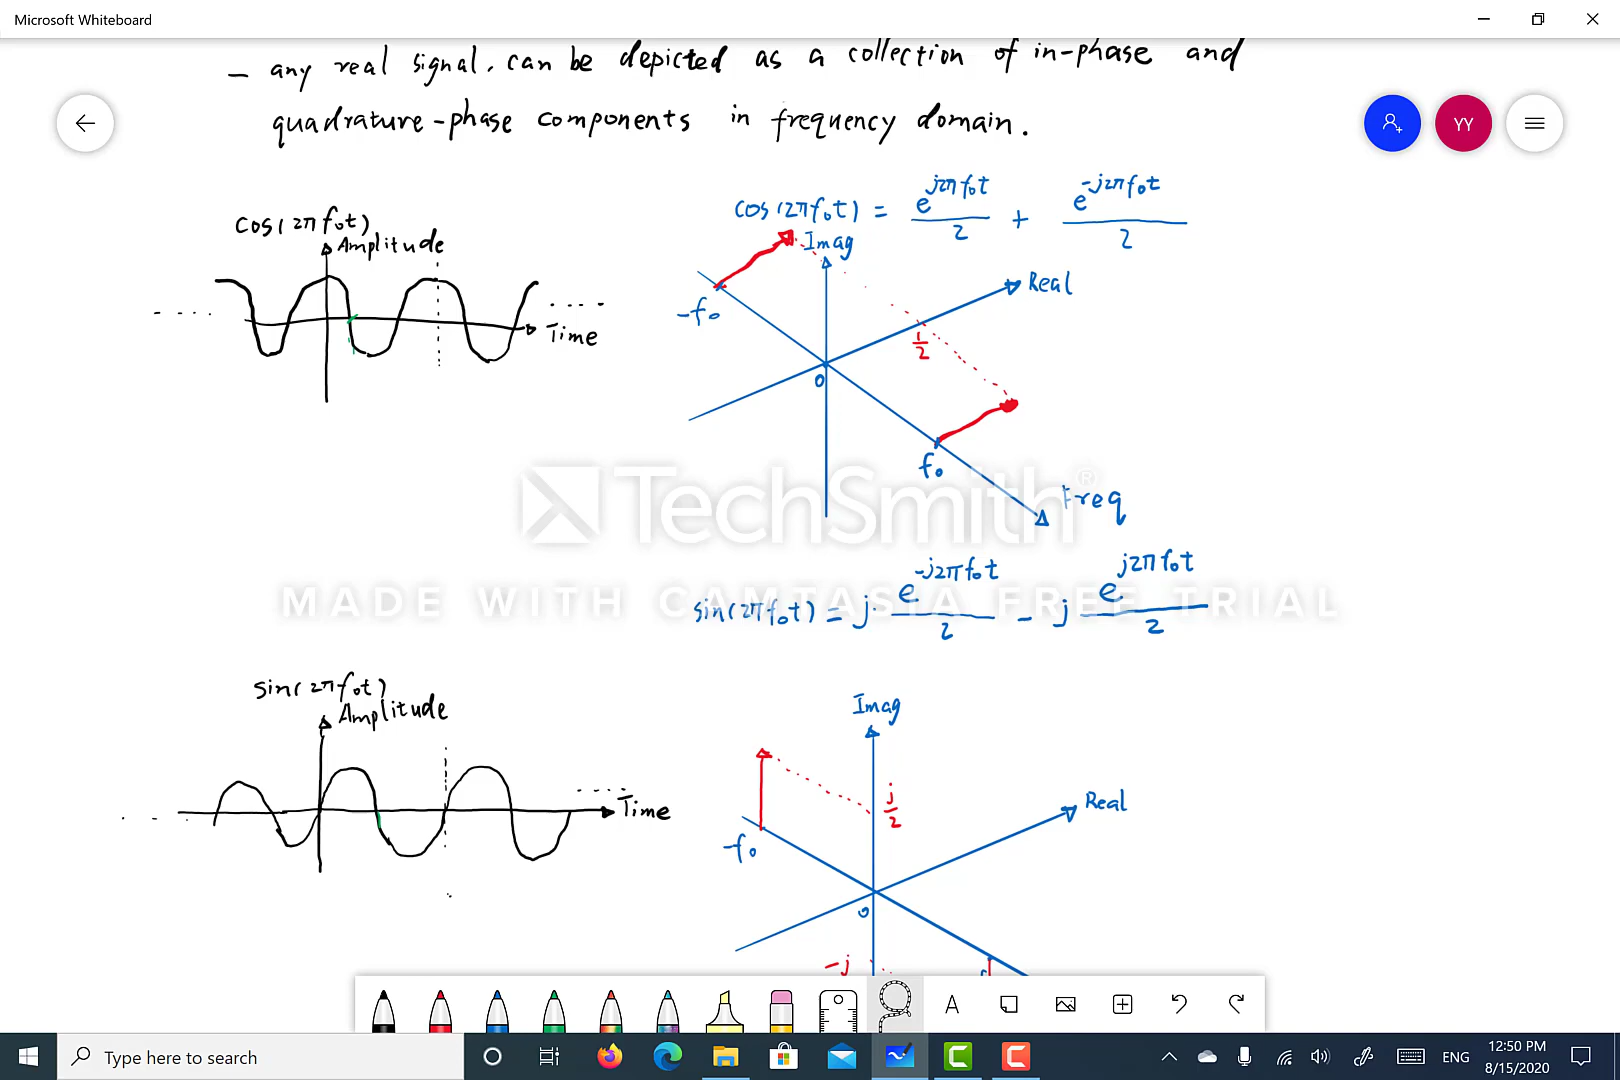 Microsoft Whiteboard
- any real signal. can be depicted as a collection of in-phase and
quadrature-phase components in frequency domain.
YY
cos(2πf₀t)
Amplitude
Time
cos(2πf₀t) = e^{j2πf₀t}/2 + e^{-j2πf₀t}/2
Imag
Real
-f₀
1/2
0
f₀
Freq
TechSmith®
MADE WITH CAMTASIA FREE TRIAL
sin(2πf₀t) = j· e^{-j2πf₀t}/2 - j e^{j2πf₀t}/2
sin(2πf₀t)
Amplitude
Time
Imag
j/2
Real
-f₀
0
-j
A
Type here to search
ENG
12:50 PM
8/15/2020